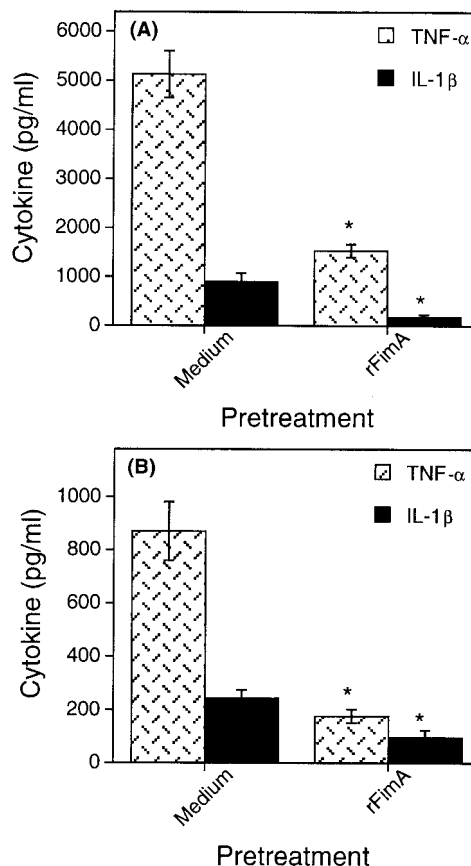 (A)
TNF-α
IL-1β
Cytokine (pg/ml)
6000
5000
4000
3000
2000
1000
0
*
*
Medium
rFimA
Pretreatment
(B)
TNF-α
IL-1β
Cytokine (pg/ml)
1000
800
600
400
200
0
*
*
Medium
rFimA
Pretreatment